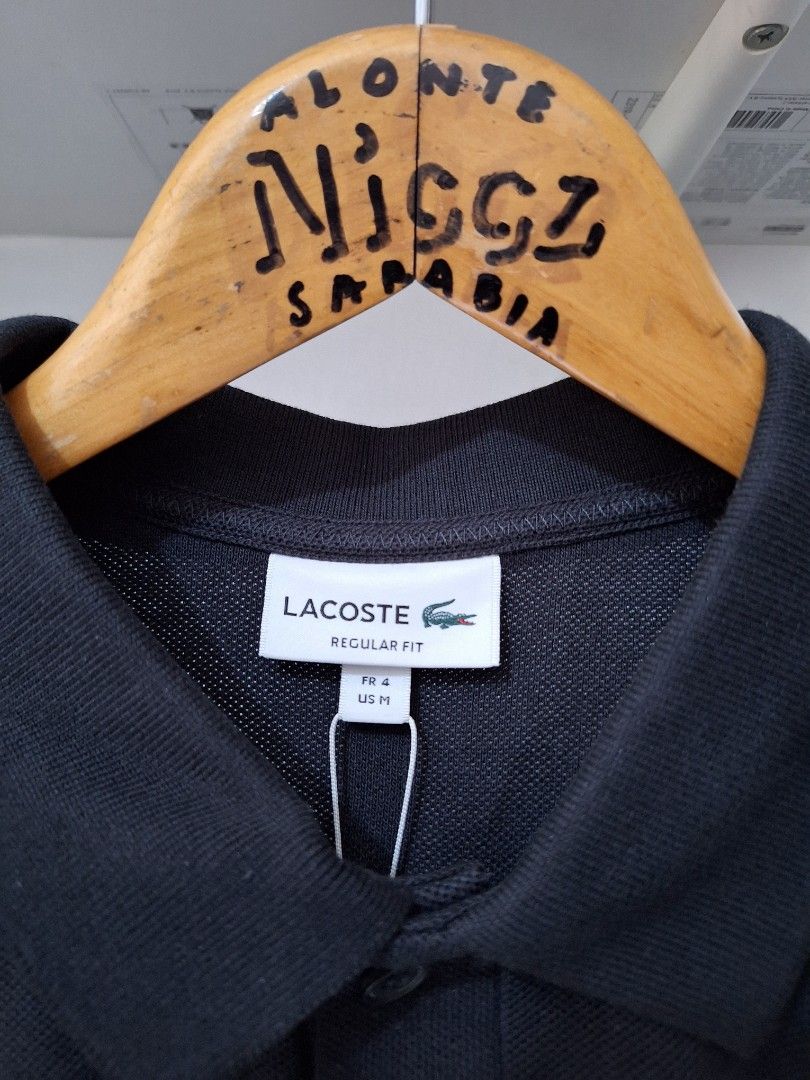 ALONTE
Niggz
SARABIA
LACOSTE
REGULAR FIT
FR 4
US M